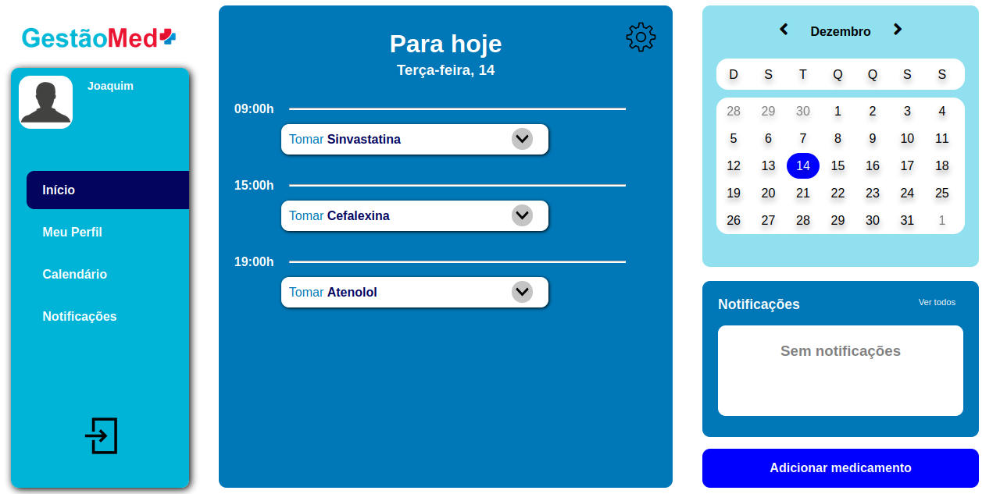 GestãoMed
Joaquim
Início
Meu Perfil
Calendário
Notificações
Para hoje
Terça-feira, 14
09:00h
Tomar Sinvastatina
15:00h
Tomar Cefalexina
19:00h
Tomar Atenolol
Dezembro
D S T Q Q S S
28 29 30 1 2 3 4
5 6 7 8 9 10 11
12 13 14 15 16 17 18
19 20 21 22 23 24 25
26 27 28 29 30 31 1
Notificações Ver todos
Sem notificações
Adicionar medicamento